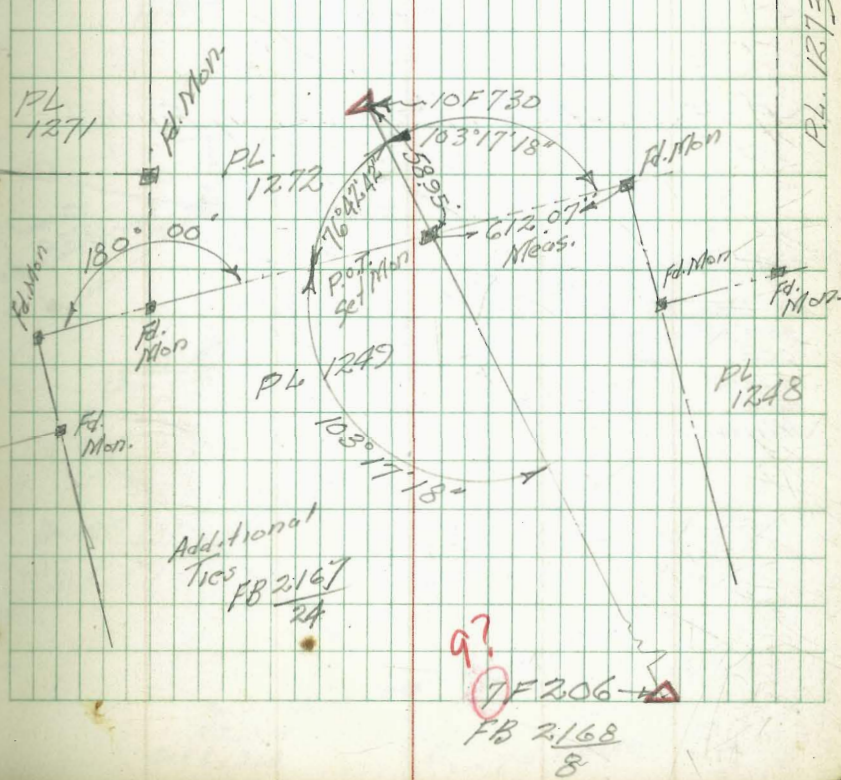 P.L. 1273
Fd. Mon.
PL
1271
10F730
103°17'18"
PL.
1272
Fd. Mon
76°42'42"
58.95'
612.07'
Meas.
180° 00'
P.O.T.
Set Mon
Fd. Mon
Fd. Mon.
Fd. Mon
Fd.
Mon
PL 1249
PL
1248
Fd.
Mon.
103°17'18"
Additional
Ties
FB 2167
24
9?
7F206
FB 2168
8